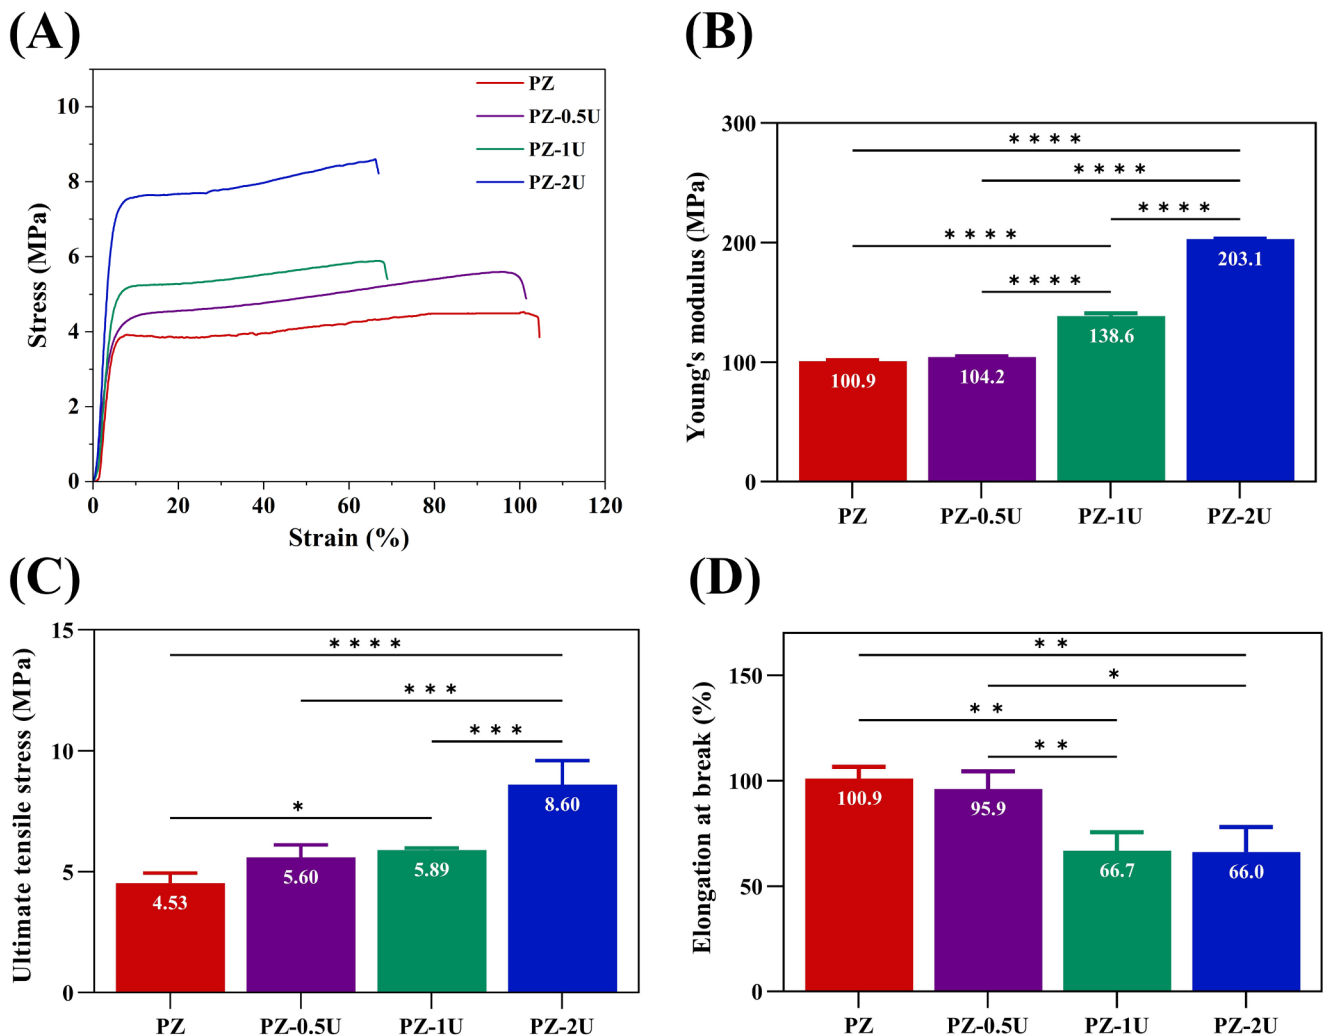 (A)
PZ
PZ-0.5U
PZ-1U
PZ-2U
10
8
6
4
2
0
Stress (MPa)
0 20 40 60 80 100 120
Strain (%)
(B)
300
200
100
0
Young's modulus (MPa)
* * * *
* * * *
* * * *
* * * *
* * * *
100.9
104.2
138.6
203.1
PZ PZ-0.5U PZ-1U PZ-2U
(C)
15
10
5
0
Ultimate tensile stress (MPa)
* * * *
* * *
* * *
*
4.53
5.60
5.89
8.60
PZ PZ-0.5U PZ-1U PZ-2U
(D)
150
100
50
0
Elongation at break (%)
* *
*
* *
* *
100.9
95.9
66.7
66.0
PZ PZ-0.5U PZ-1U PZ-2U